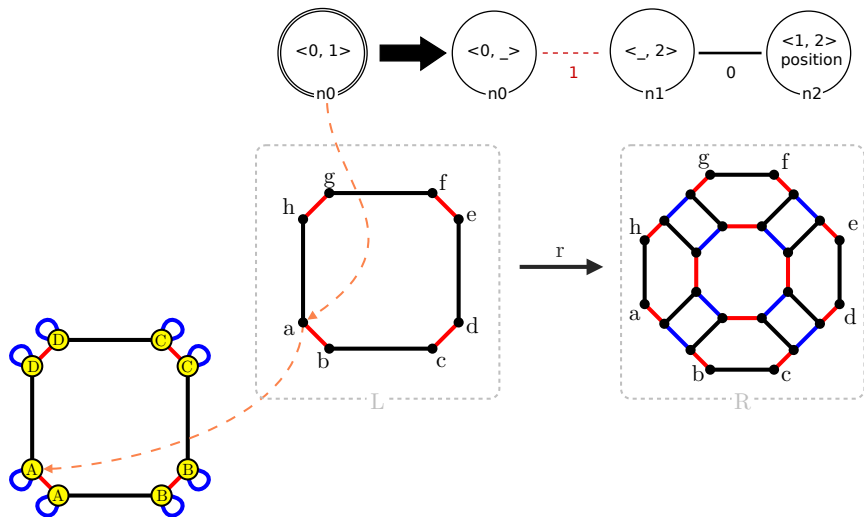 <0, 1>
n0
<0, _>
n0
1
<_, 2>
n1
0
<1, 2>
position
n2
g
f
h
e
a
d
b
c
L
r
g
f
h
e
a
d
b
c
R
D
C
D
C
A
B
A
B